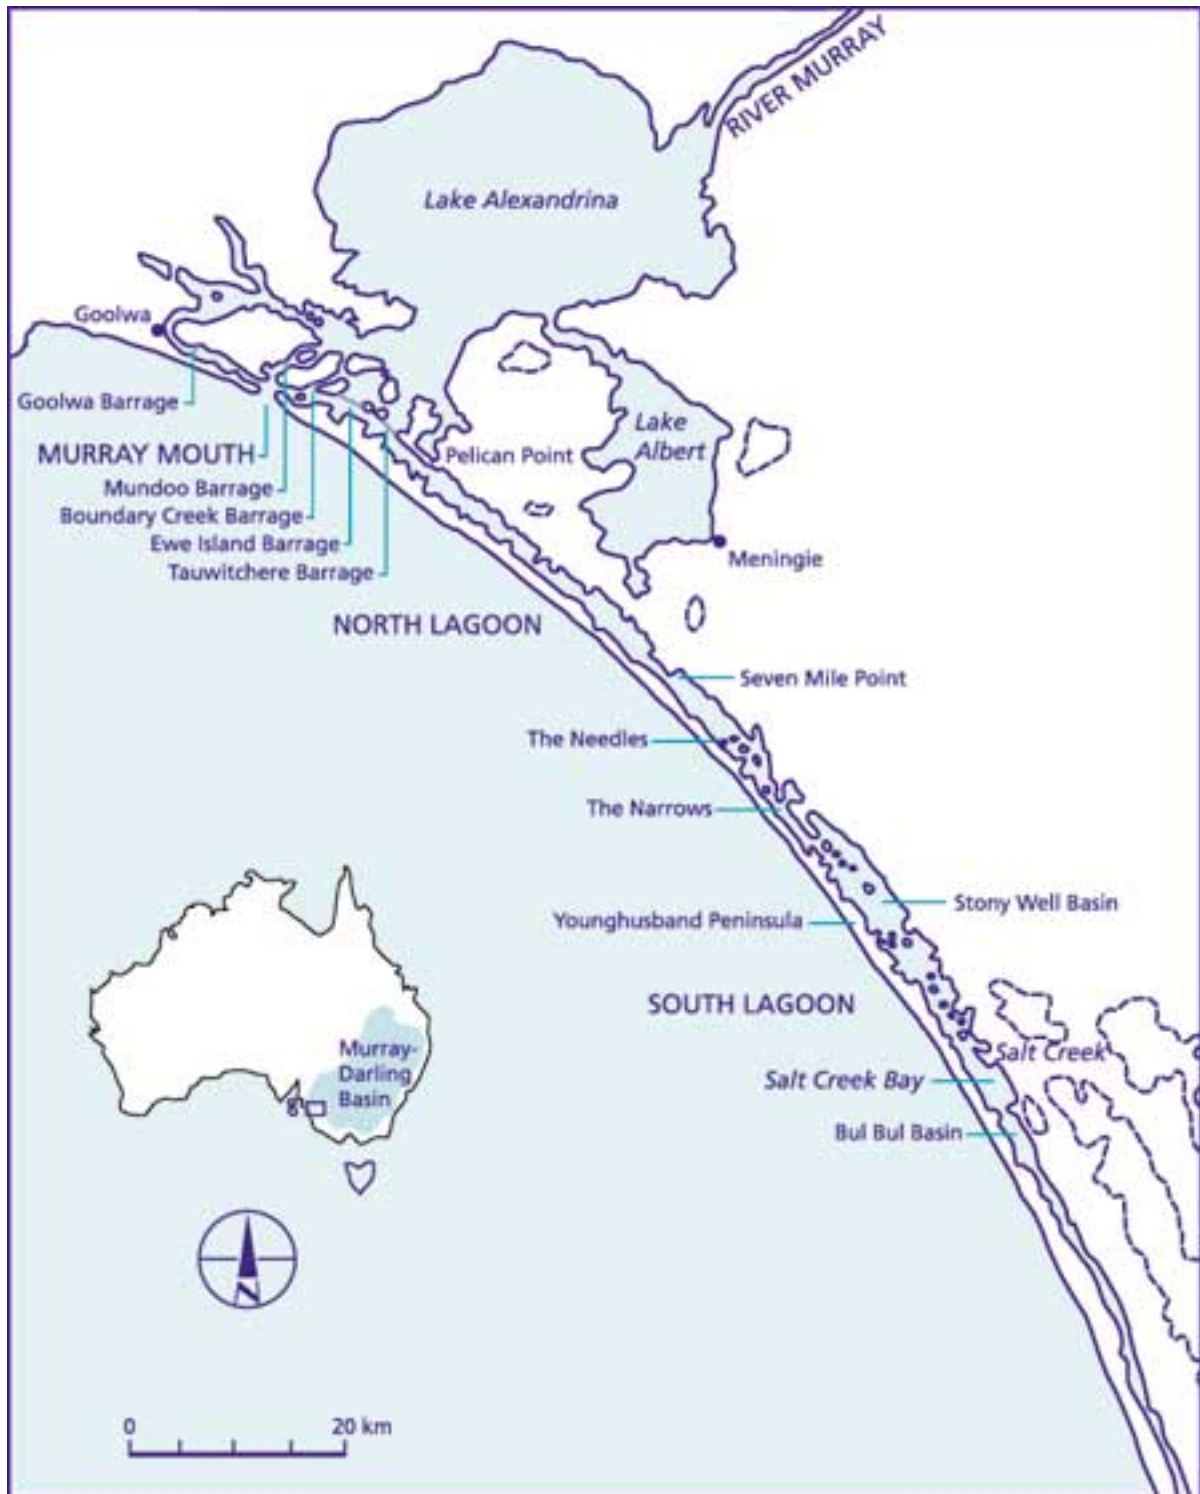 RIVER MURRAY
Lake Alexandrina
Goolwa
Goolwa Barrage
Lake
Albert
MURRAY MOUTH
Pelican Point
Mundoo Barrage
Boundary Creek Barrage
Ewe Island Barrage
Meningie
Tauwitchere Barrage
NORTH LAGOON
Seven Mile Point
The Needles
The Narrows
Stony Well Basin
Younghusband Peninsula
SOUTH LAGOON
Murray-
Darling
Basin
Salt Creek
Salt Creek Bay
Bul Bul Basin
N
0 20 km